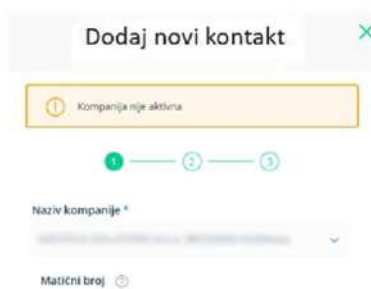 Dodaj novi kontakt
Kompanija nije aktivna
1 2 3
Naziv kompanije *
Matični broj